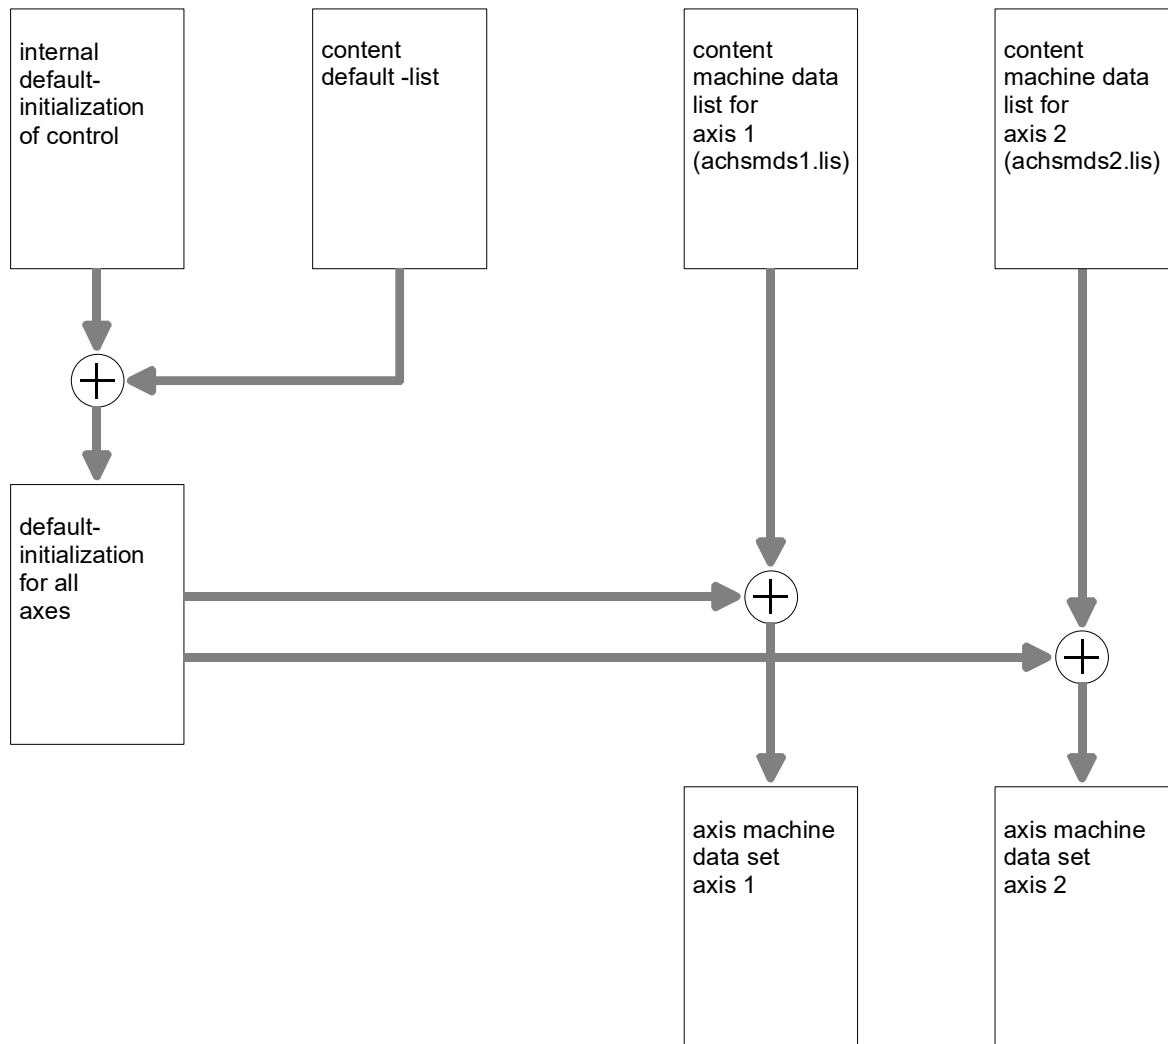 internal
default-
initialization
of control
content
default -list
content
machine data
list for
axis 1
(achsmds1.lis)
content
machine data
list for
axis 2
(achsmds2.lis)
default-
initialization
for all
axes
axis machine
data set
axis 1
axis machine
data set
axis 2